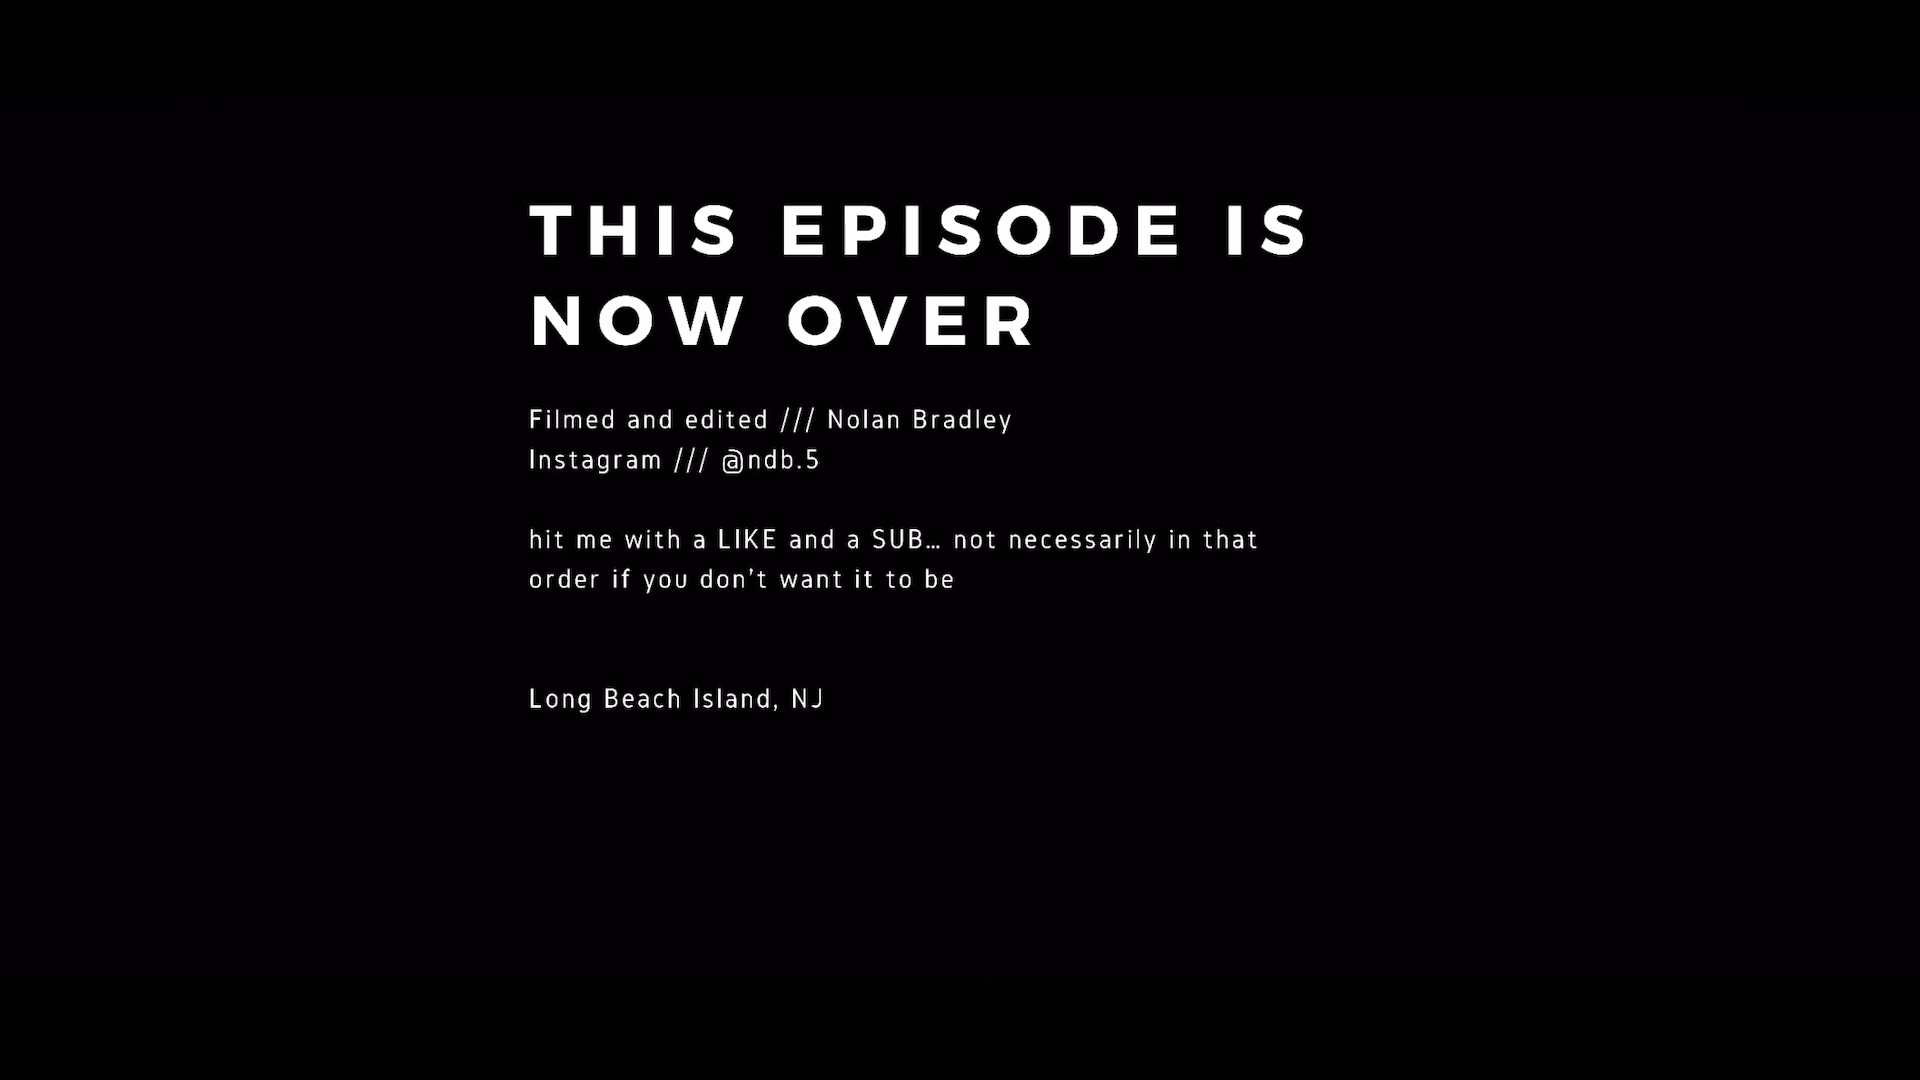 THIS EPISODE IS
NOW OVER
Filmed and edited /// Nolan Bradley
Instagram /// @ndb.5
hit me with a LIKE and a SUB… not necessarily in that
order if you don’t want it to be
Long Beach Island, NJ